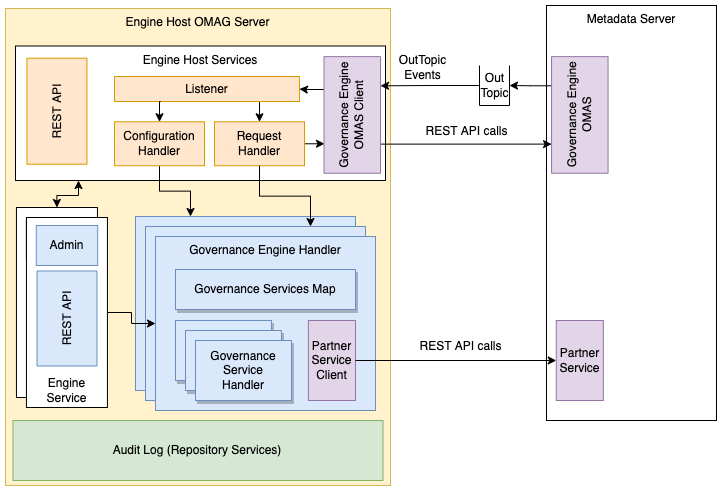 Engine Host OMAG Server
Metadata Server
Engine Host Services
REST API
Listener
Configuration
Handler
Request
Handler
Governance Engine
OMAS Client
OutTopic
Events
Out
Topic
REST API calls
Governance Engine
OMAS
Admin
REST API
Engine
Service
Governance Engine Handler
Governance Services Map
Governance
Service
Handler
Partner
Service
Client
REST API calls
Partner
Service
Audit Log (Repository Services)